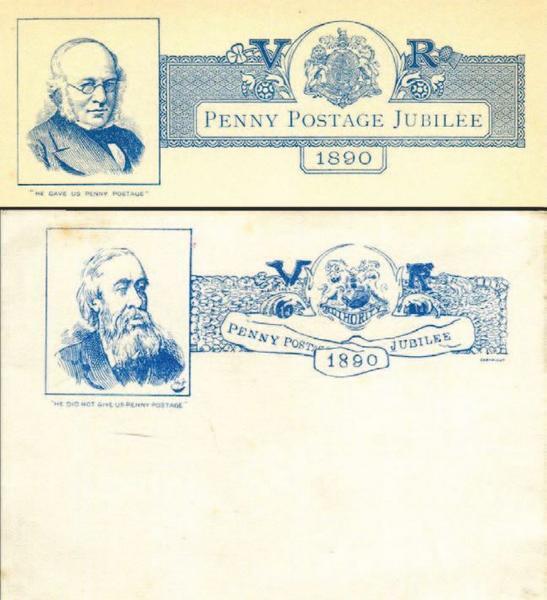 V R
PENNY POSTAGE JUBILEE
1890
"HE GAVE US PENNY POSTAGE"
V R
AUTHORITY
PENNY POSTAGE JUBILEE
1890
COPYRIGHT
"HE DID NOT GIVE US PENNY POSTAGE"